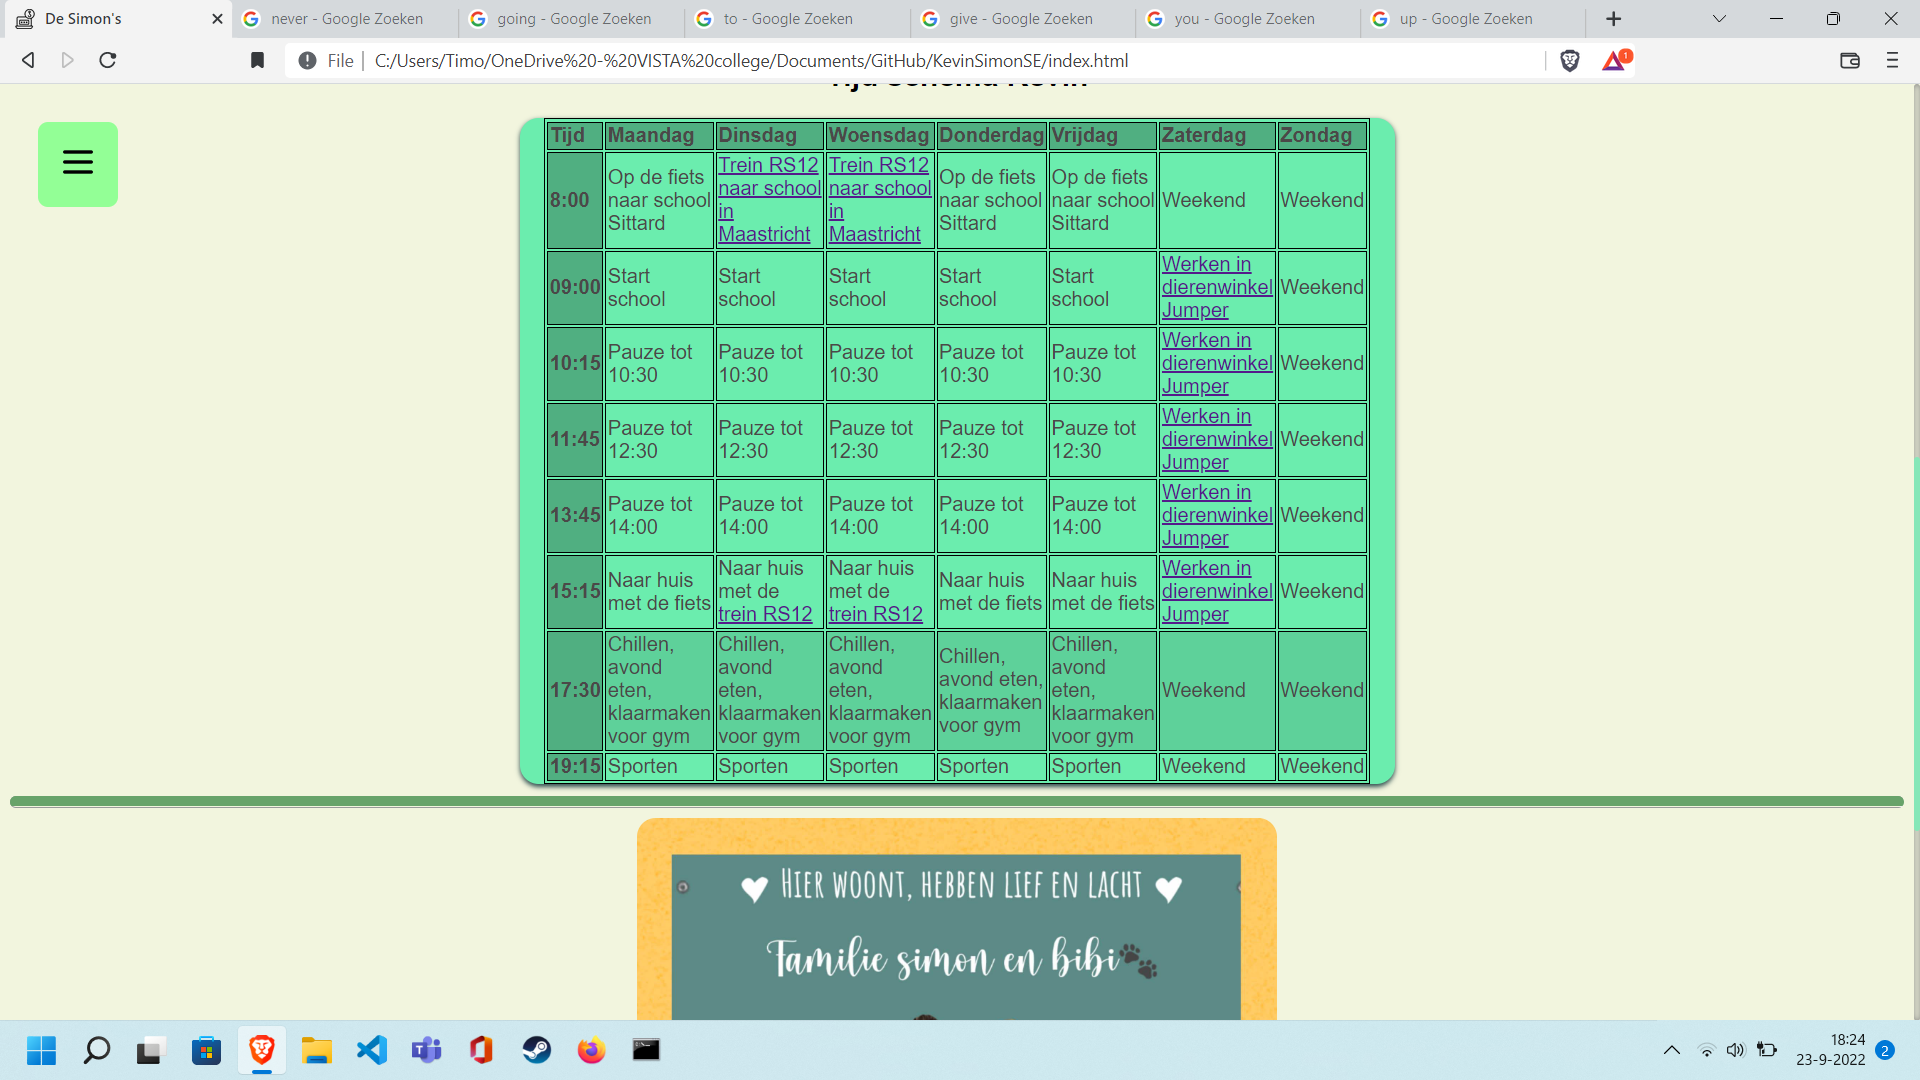 De Simon's
never - Google Zoeken
going - Google Zoeken
to - Google Zoeken
give - Google Zoeken
you - Google Zoeken
up - Google Zoeken
File
C:/Users/Timo/OneDrive%20-%20VISTA%20college/Documents/GitHub/KevinSimonSE/index.html
1
Tijd schema Kevin
Tijd Maandag Dinsdag Woensdag Donderdag Vrijdag Zaterdag Zondag
8:00
Op de fiets
naar school
Sittard
Trein RS12
naar school
in
Maastricht
Trein RS12
naar school
in
Maastricht
Op de fiets
naar school
Sittard
Op de fiets
naar school
Sittard
Weekend
Weekend
09:00
Start
school
Start
school
Start
school
Start
school
Start
school
Werken in
dierenwinkel
Jumper
Weekend
10:15
Pauze tot
10:30
Pauze tot
10:30
Pauze tot
10:30
Pauze tot
10:30
Pauze tot
10:30
Werken in
dierenwinkel
Jumper
Weekend
11:45
Pauze tot
12:30
Pauze tot
12:30
Pauze tot
12:30
Pauze tot
12:30
Pauze tot
12:30
Werken in
dierenwinkel
Jumper
Weekend
13:45
Pauze tot
14:00
Pauze tot
14:00
Pauze tot
14:00
Pauze tot
14:00
Pauze tot
14:00
Werken in
dierenwinkel
Jumper
Weekend
15:15
Naar huis
met de fiets
Naar huis
met de
trein RS12
Naar huis
met de
trein RS12
Naar huis
met de fiets
Naar huis
met de fiets
Werken in
dierenwinkel
Jumper
Weekend
17:30
Chillen,
avond
eten,
klaarmaken
voor gym
Chillen,
avond
eten,
klaarmaken
voor gym
Chillen,
avond
eten,
klaarmaken
voor gym
Chillen,
avond eten,
klaarmaken
voor gym
Chillen,
avond
eten,
klaarmaken
voor gym
Weekend
Weekend
19:15 Sporten Sporten Sporten Sporten Sporten Weekend Weekend
Hier woont, hebben lief en lacht
Familie simon en bibi
18:24
23-9-2022
2